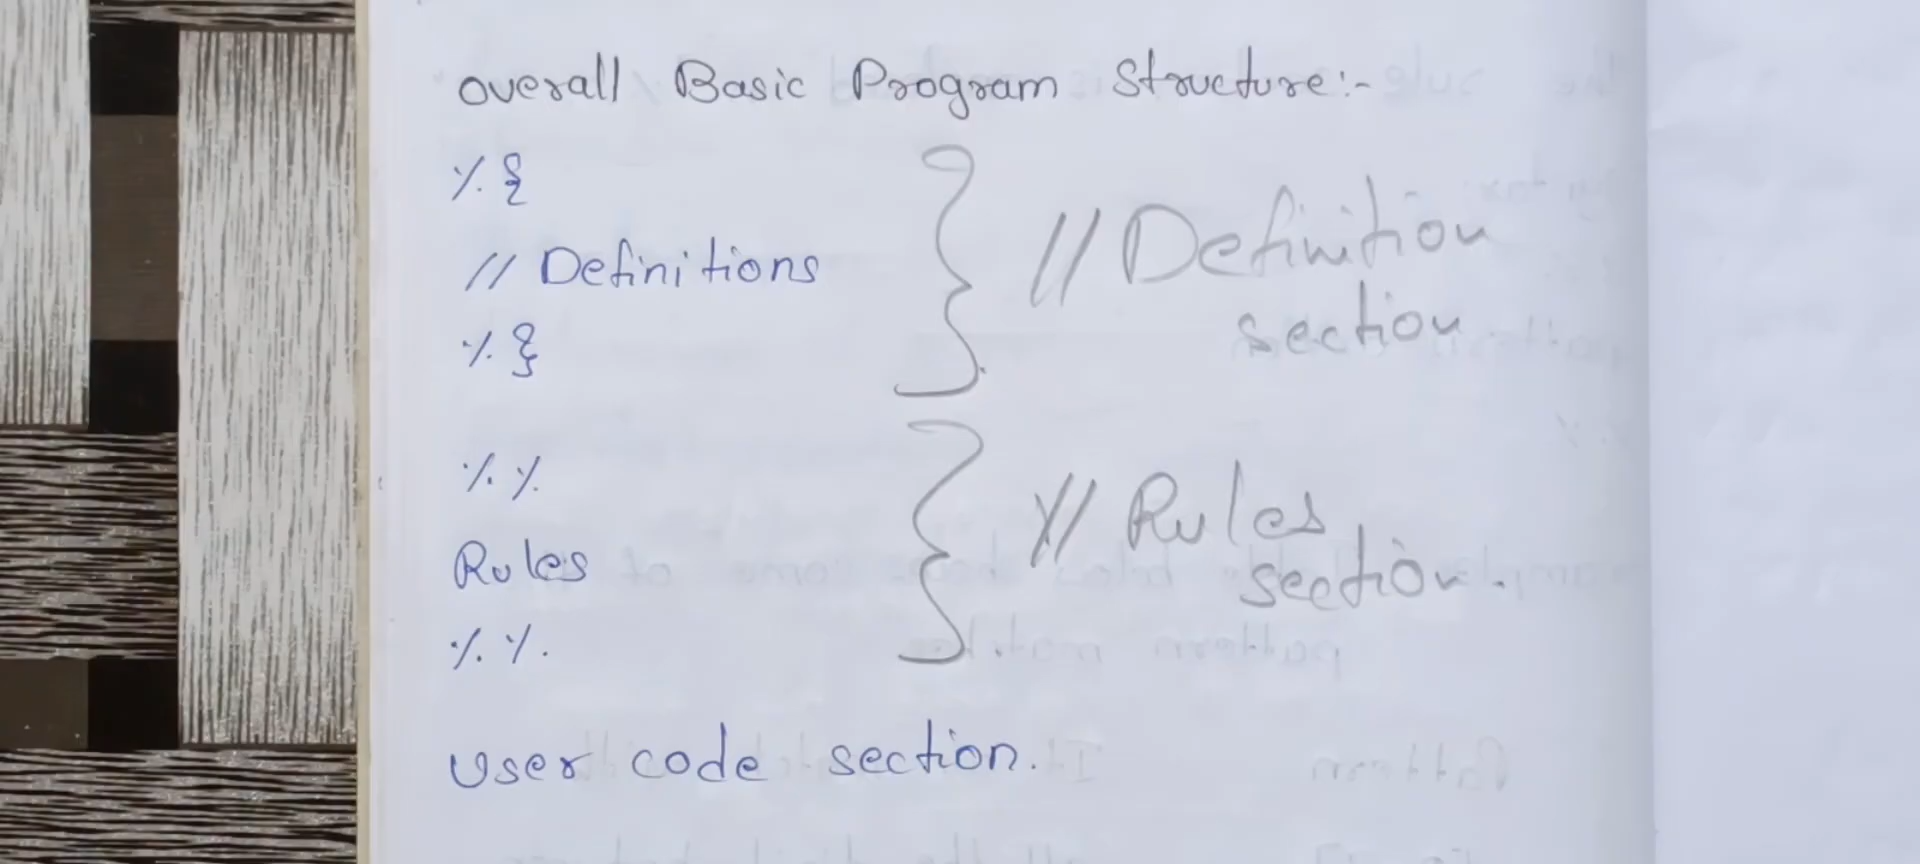 Overall Basic Program Structure:-
%{
// Definitions
%}
// Definition
section
%%
Rules
%%.
// Rules
section.
User code section.